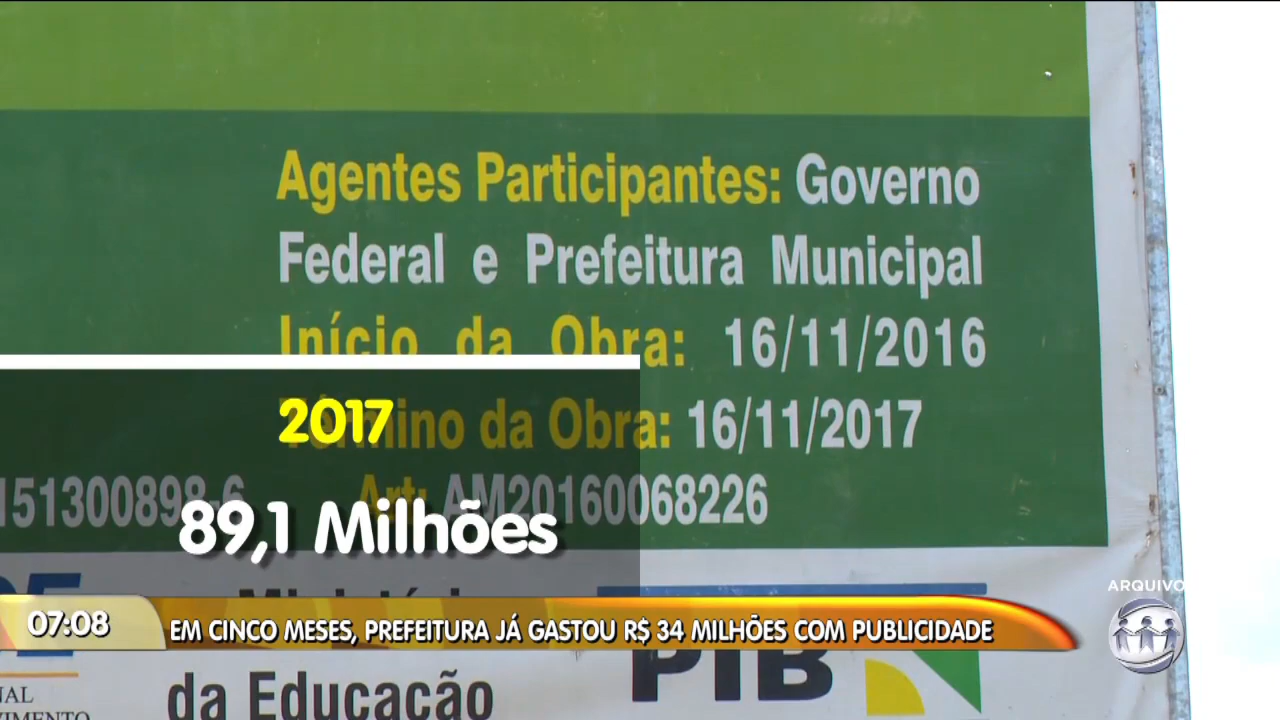 Agentes Participantes: Governo
Federal e Prefeitura Municipal
Início da Obra: 16/11/2016
2017
Término da Obra: 16/11/2017
151300898-6 Art: AM20160068226
89,1 Milhões
ARQUIVO
07:08
EM CINCO MESES, PREFEITURA JÁ GASTOU R$ 34 MILHÕES COM PUBLICIDADE
da Educação